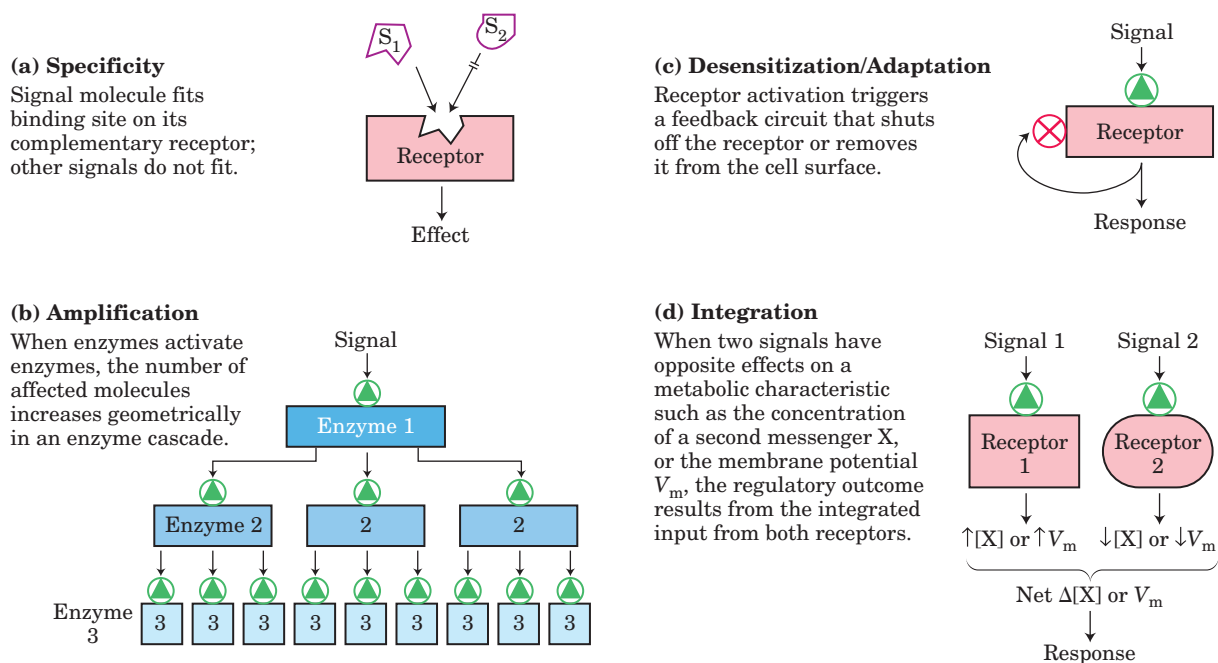 (a) Specificity
Signal molecule fits
binding site on its
complementary receptor;
other signals do not fit.
S1
S2
Receptor
Effect
(b) Amplification
When enzymes activate
enzymes, the number of
affected molecules
increases geometrically
in an enzyme cascade.
Signal
Enzyme 1
Enzyme 2
2
2
Enzyme
3
3 3 3 3 3 3 3 3 3
(c) Desensitization/Adaptation
Receptor activation triggers
a feedback circuit that shuts
off the receptor or removes
it from the cell surface.
Signal
Receptor
Response
(d) Integration
When two signals have
opposite effects on a
metabolic characteristic
such as the concentration
of a second messenger X,
or the membrane potential
Vm, the regulatory outcome
results from the integrated
input from both receptors.
Signal 1
Signal 2
Receptor
1
Receptor
2
↑[X] or ↑Vm
↓[X] or ↓Vm
Net Δ[X] or Vm
Response